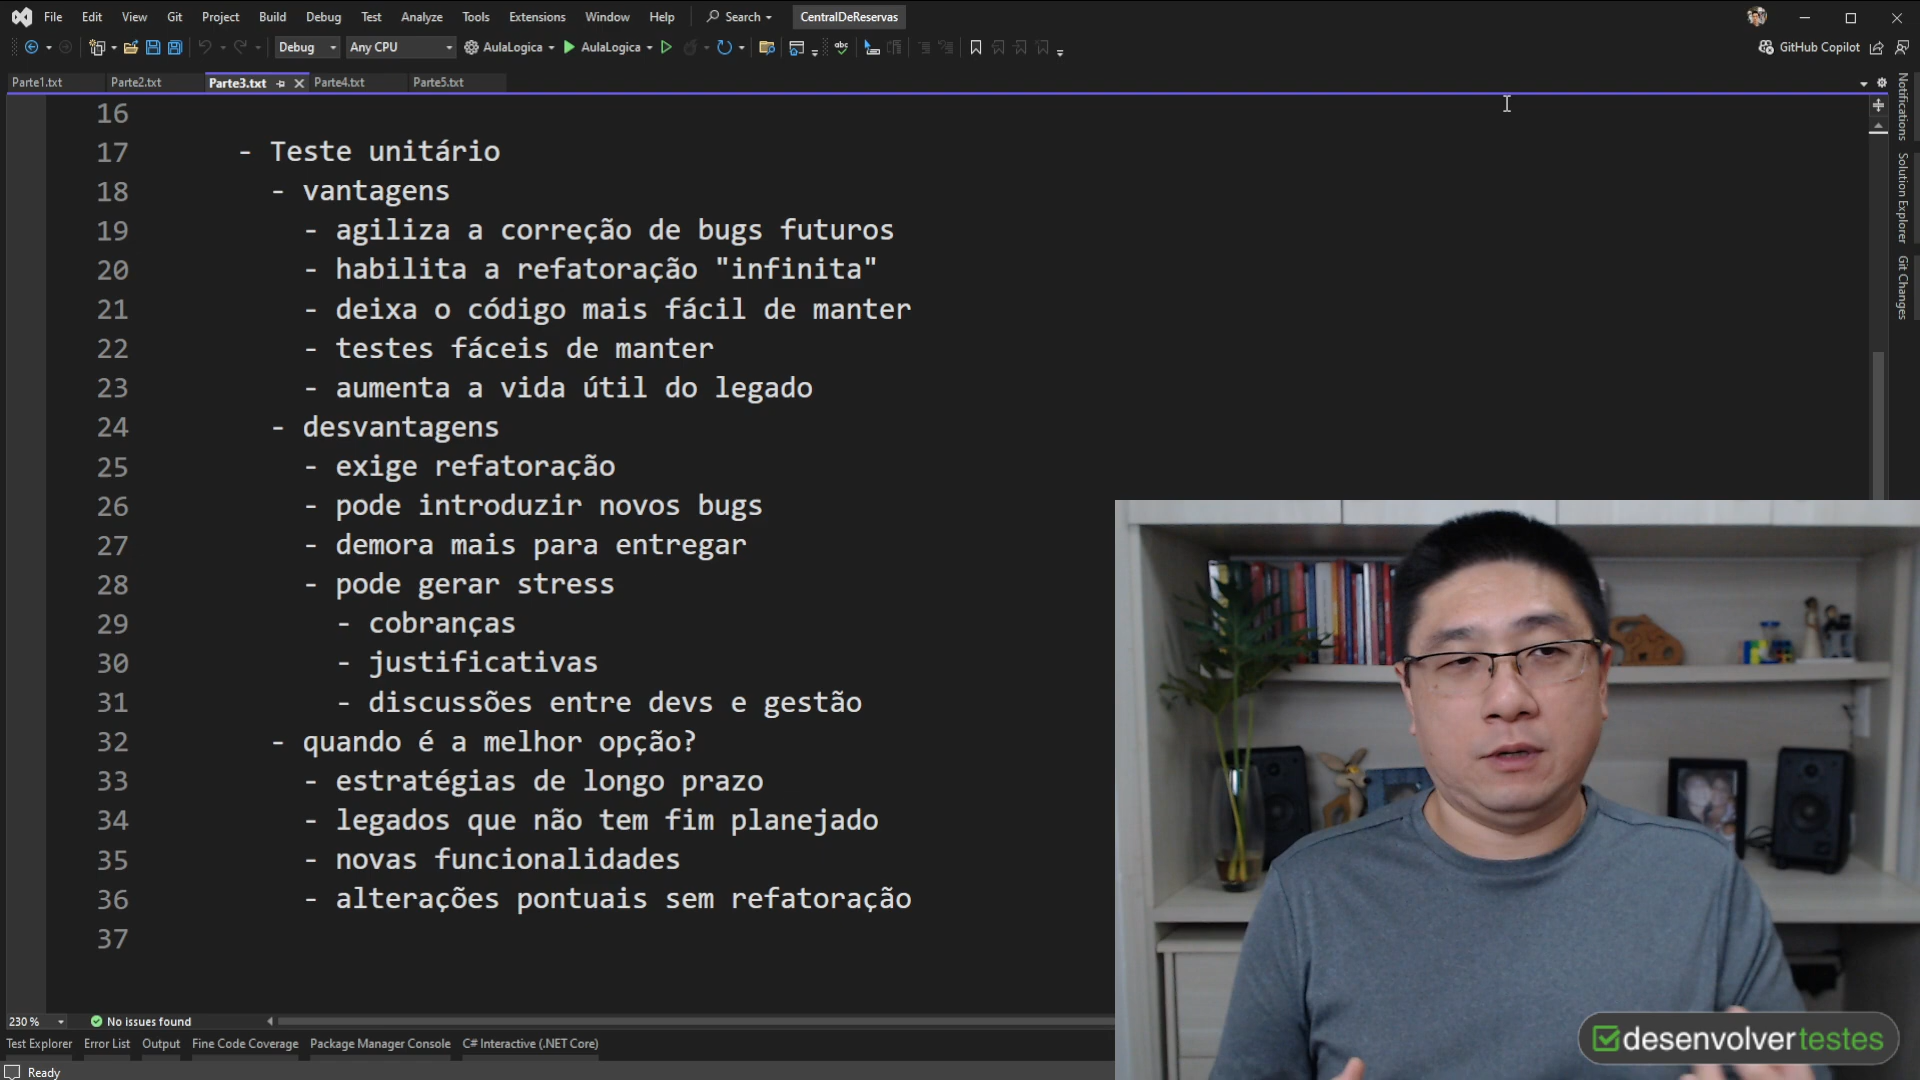 File Edit View Git Project Build Debug Test Analyze Tools Extensions Window Help Search CentralDeReservas
Debug Any CPU AulaLogica AulaLogica GitHub Copilot
Parte1.txt Parte2.txt Parte3.txt Parte4.txt Parte5.txt
16
17 - Teste unitário
18 - vantagens
19 - agiliza a correção de bugs futuros
20 - habilita a refatoração "infinita"
21 - deixa o código mais fácil de manter
22 - testes fáceis de manter
23 - aumenta a vida útil do legado
24 - desvantagens
25 - exige refatoração
26 - pode introduzir novos bugs
27 - demora mais para entregar
28 - pode gerar stress
29 - cobranças
30 - justificativas
31 - discussões entre devs e gestão
32 - quando é a melhor opção?
33 - estratégias de longo prazo
34 - legados que não tem fim planejado
35 - novas funcionalidades
36 - alterações pontuais sem refatoração
37
Notifications
Solution Explorer
Git Changes
230 % No issues found
Test Explorer Error List Output Fine Code Coverage Package Manager Console C# Interactive (.NET Core)
Ready
desenvolvertestes